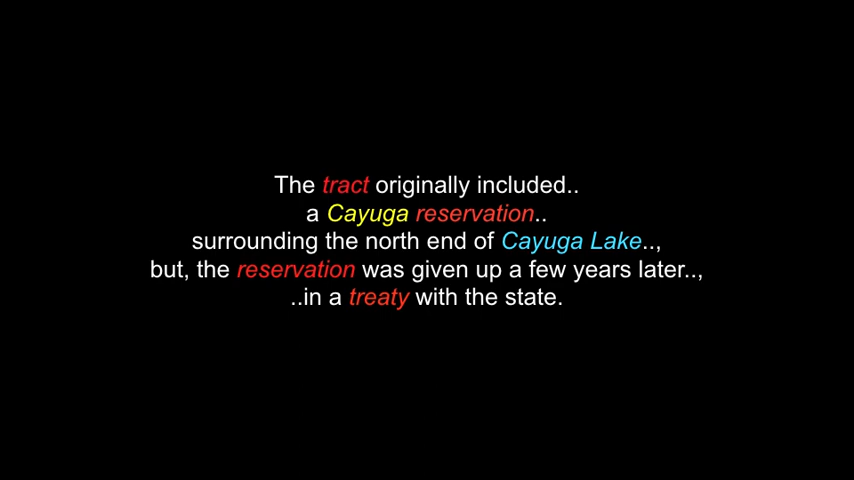 The tract originally included..
a Cayuga reservation..
surrounding the north end of Cayuga Lake..,
but, the reservation was given up a few years later..,
..in a treaty with the state.